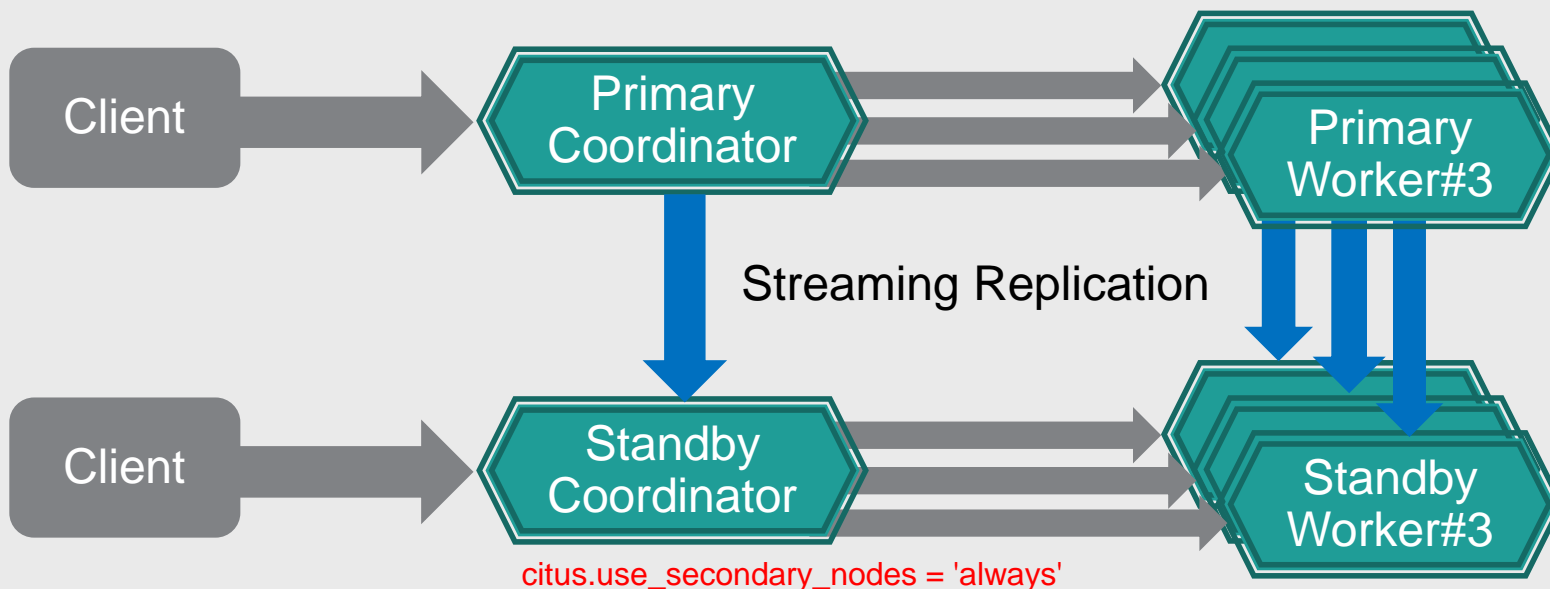 Client
Primary
Coordinator
Primary
Worker#3
Streaming Replication
Client
Standby
Coordinator
Standby
Worker#3
citus.use_secondary_nodes = 'always'